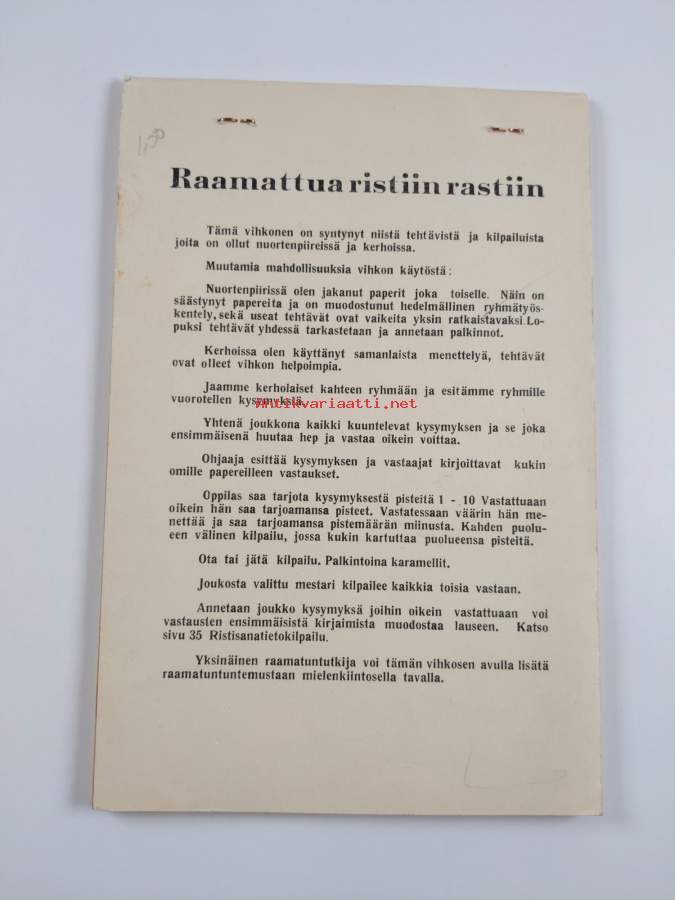 1,50
Raamattua ristiin rastiin
Tämä vihkonen on syntynyt niistä tehtävistä ja kilpailuista
joita on ollut nuortenpiireissä ja kerhoissa.
Muutamia mahdollisuuksia vihkon käytöstä:
Nuortenpiirissä olen jakanut paperit joka toiselle. Näin on
säästynyt papereita ja on muodostunut hedelmällinen ryhmätyös-
kentely, sekä useat tehtävät ovat vaikeita yksin ratkaistavaksi. Lo-
puksi tehtävät yhdessä tarkastetaan ja annetaan palkinnot.
Kerhoissa olen käyttänyt samanlaista menettelyä, tehtävät
ovat olleet vihkon helpoimpia.
Jaamme kerholaiset kahteen ryhmään ja esitämme ryhmille
vuorotellen kysymyksiä.
antikvariaatti.net
Yhtenä joukkona kaikki kuuntelevat kysymyksen ja se joka
ensimmäisenä huutaa hep ja vastaa oikein voittaa.
Ohjaaja esittää kysymyksen ja vastaajat kirjoittavat kukin
omille papereilleen vastaukset.
Oppilas saa tarjota kysymyksestä pisteitä 1 - 10 Vastattuaan
oikein hän saa tarjoamansa pisteet. Vastatessaan väärin hän me-
nettää ja saa tarjoamansa pistemäärän miinusta. Kahden puolu-
een välinen kilpailu, jossa kukin kartuttaa puolueensa pisteitä.
Ota tai jätä kilpailu. Palkintoina karamellit.
Joukosta valittu mestari kilpailee kaikkia toisia vastaan.
Annetaan joukko kysymyksä joihin oikein vastattuaan voi
vastausten ensimmäisistä kirjaimista muodostaa lauseen. Katso
sivu 35 Ristisanatietokilpailu.
Yksinäinen raamatuntutkija voi tämän vihkosen avulla lisätä
raamatuntuntemustaan mielenkiintosella tavalla.